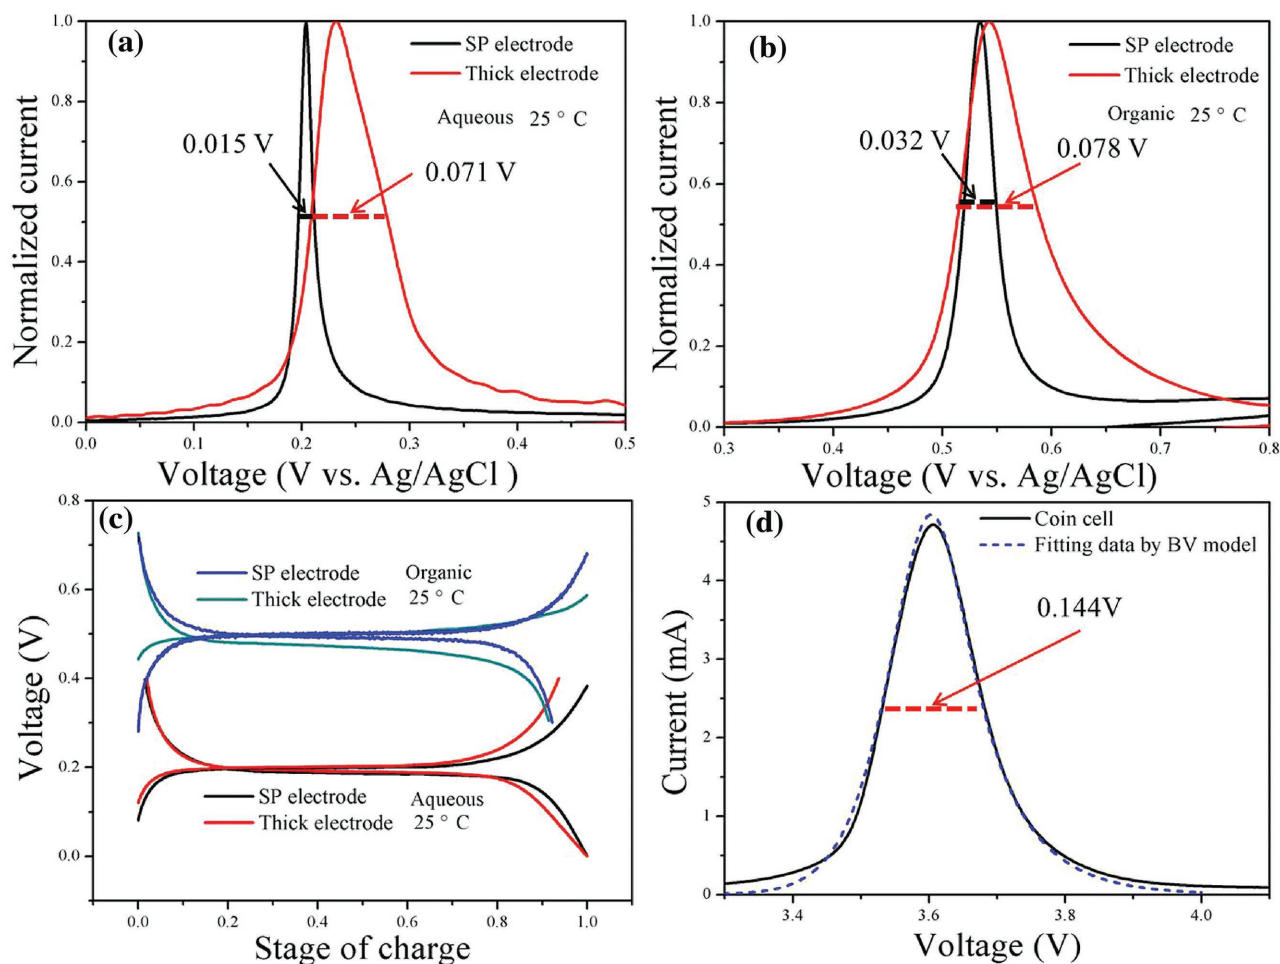 (a)
SP electrode
Thick electrode
Aqueous 25 ° C
0.015 V
0.071 V
Normalized current
1.0
0.8
0.6
0.4
0.2
0.0
0.0 0.1 0.2 0.3 0.4 0.5
Voltage (V vs. Ag/AgCl )
(b)
SP electrode
Thick electrode
Organic 25 ° C
0.032 V
0.078 V
Normalized current
1.0
0.8
0.6
0.4
0.2
0.0
0.3 0.4 0.5 0.6 0.7 0.8
Voltage (V vs. Ag/AgCl)
(c)
SP electrode Organic
Thick electrode 25 ° C
SP electrode Aqueous
Thick electrode 25 ° C
Voltage (V)
0.8
0.6
0.4
0.2
0.0
0.0 0.2 0.4 0.6 0.8 1.0
Stage of charge
(d)
Coin cell
Fitting data by BV model
0.144V
Current (mA)
5
4
3
2
1
0
3.4 3.6 3.8 4.0
Voltage (V)